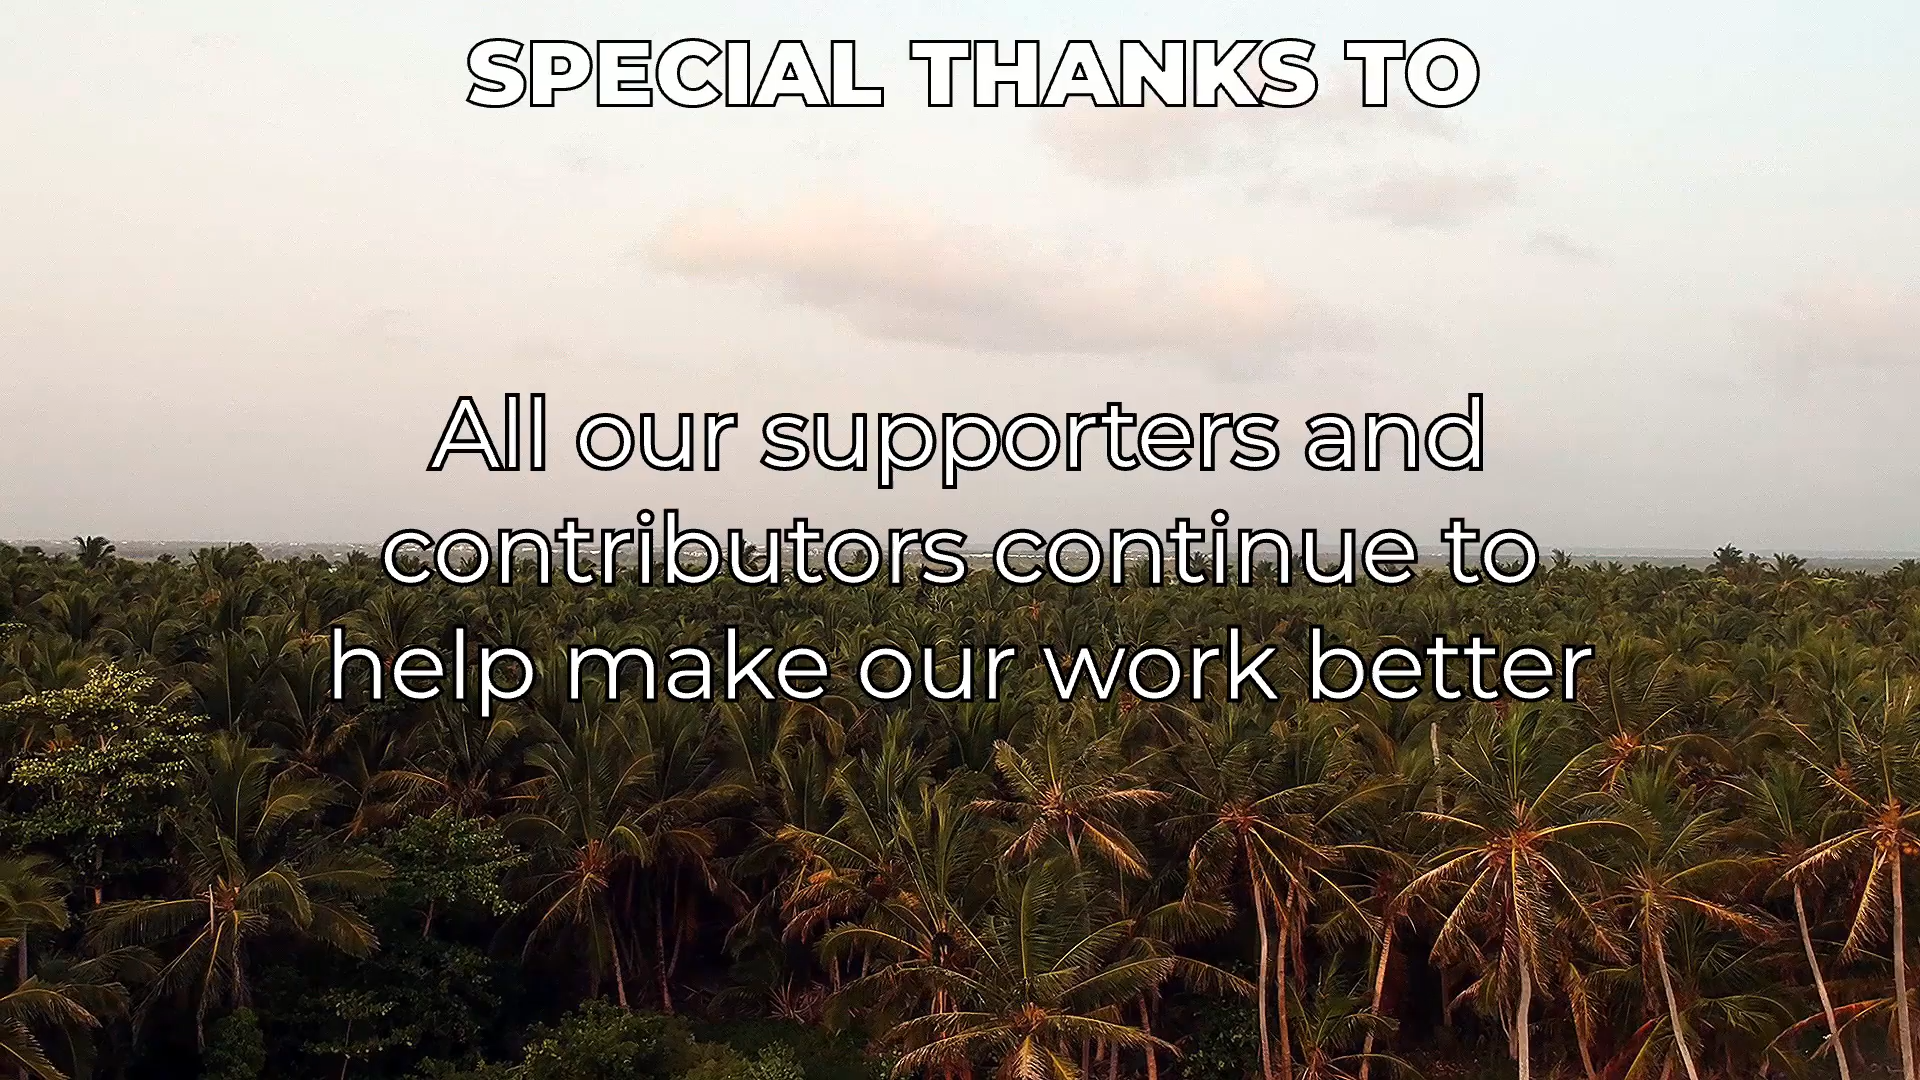 SPECIAL THANKS TO
All our supporters and
contributors continue to
help make our work better